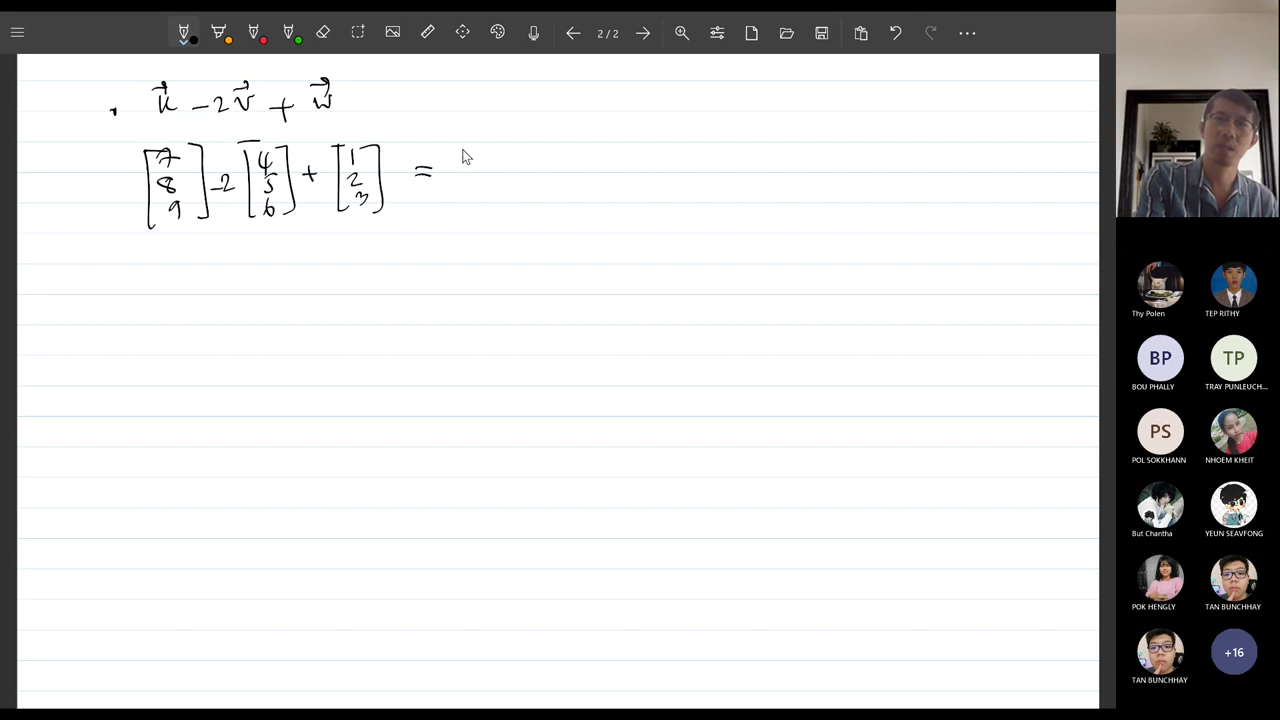 2/2
. u⃗ - 2v⃗ + w⃗
[7 8 9] -2 [4 5 6] + [1 2 3] =
Thy Polen
TEP RITHY
BP
TP
BOU PHALLY
TRAY PUNLEUCH...
PS
POL SOKKHANN
NHOEM KHEIT
But Chantha
YEUN SEAVFONG
POK HENGLY
TAN BUNCHHAY
+16
TAN BUNCHHAY